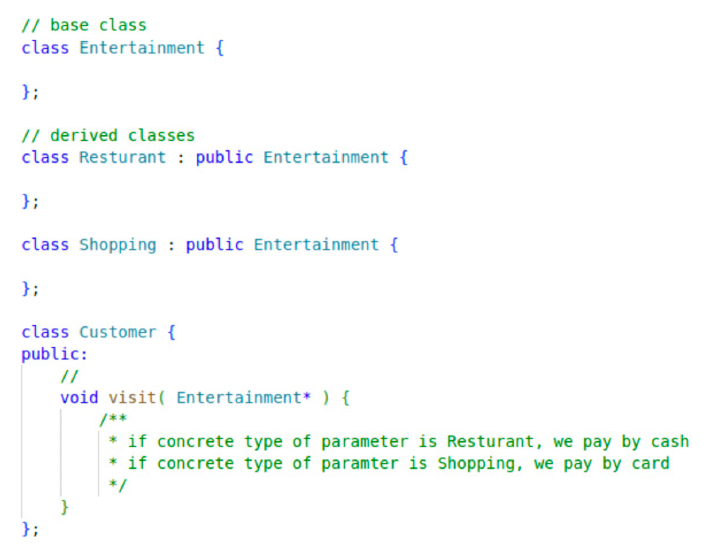 // base class
class Entertainment {
};
// derived classes
class Resturant : public Entertainment {
};
class Shopping : public Entertainment {
};
class Customer {
public:
//
void visit( Entertainment* ) {
/**
* if concrete type of parameter is Resturant, we pay by cash
* if concrete type of paramter is Shopping, we pay by card
*/
}
};